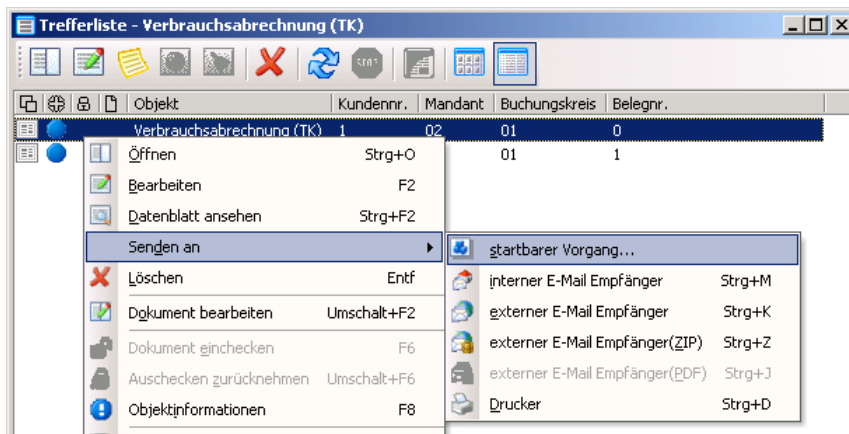 Trefferliste - Verbrauchsabrechnung (TK)
STOP
Objekt Kundennr. Mandant Buchungskreis Belegnr.
Verbrauchsabrechnung (TK) 1 02 01 0
01 1
Öffnen Strg+O
Bearbeiten F2
Datenblatt ansehen Strg+F2
Senden an
Löschen Entf
Dokument bearbeiten Umschalt+F2
Dokument einchecken F6
Auschecken zurücknehmen Umschalt+F6
Objektinformationen F8
startbarer Vorgang...
interner E-Mail Empfänger Strg+M
externer E-Mail Empfänger Strg+K
externer E-Mail Empfänger(ZIP) Strg+Z
externer E-Mail Empfänger(PDF) Strg+J
Drucker Strg+D